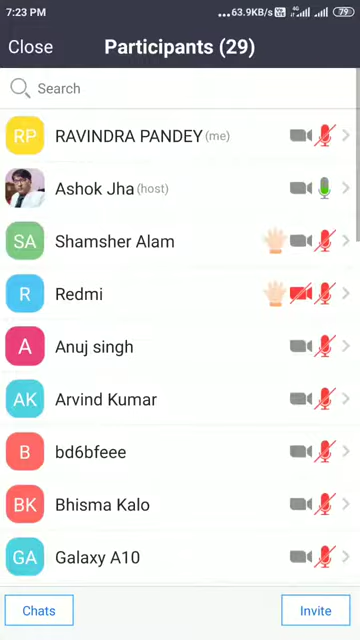 7:23 PM ...63.9KB/s 4G 79
Close Participants (29)
Search
RP RAVINDRA PANDEY (me)
Ashok Jha (host)
SA Shamsher Alam
R Redmi
A Anuj singh
AK Arvind Kumar
B bd6bfeee
BK Bhisma Kalo
GA Galaxy A10
Chats Invite